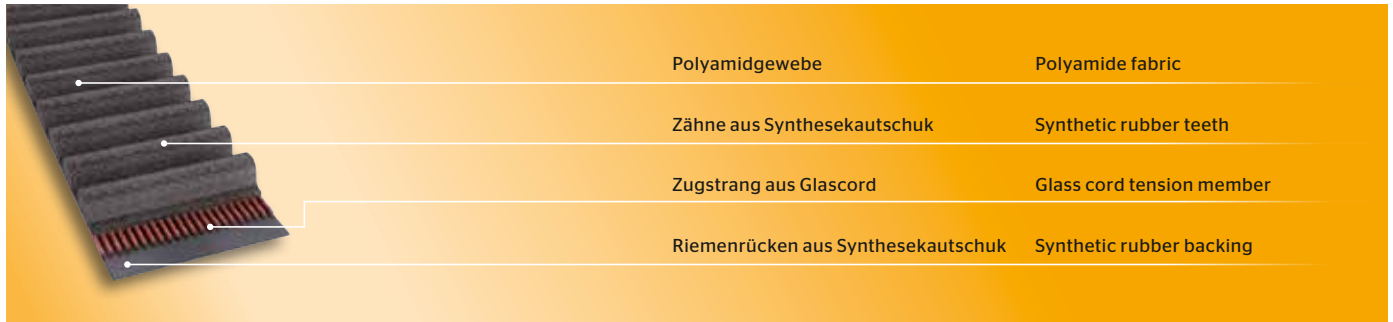 Polyamidgewebe Polyamide fabric
Zähne aus Synthesekautschuk Synthetic rubber teeth
Zugstrang aus Glascord Glass cord tension member
Riemenrücken aus Synthesekautschuk Synthetic rubber backing